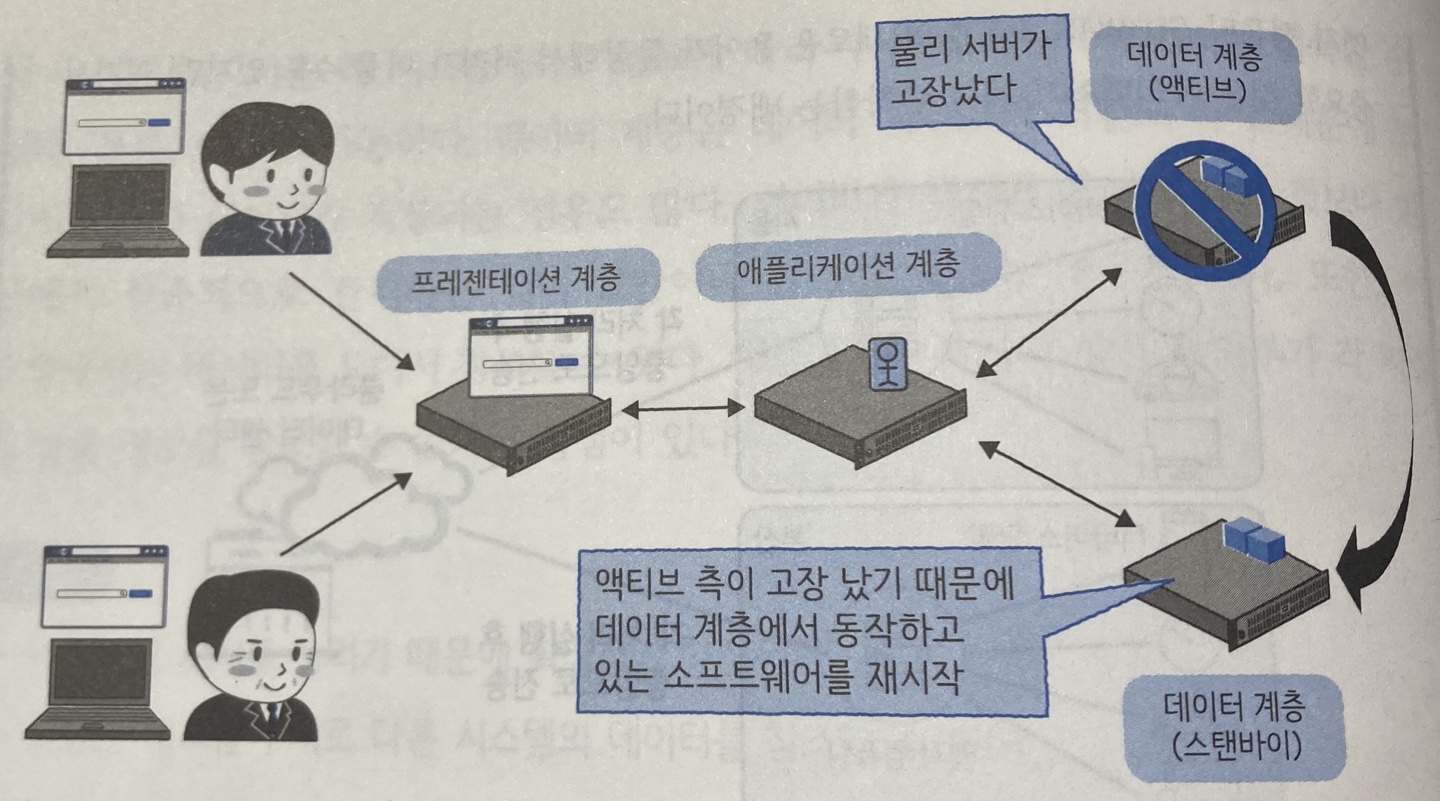 물리 서버가
고장났다
데이터 계층
(액티브)
프레젠테이션 계층
애플리케이션 계층
액티브 측이 고장 났기 때문에
데이터 계층에서 동작하고
있는 소프트웨어를 재시작
데이터 계층
(스탠바이)